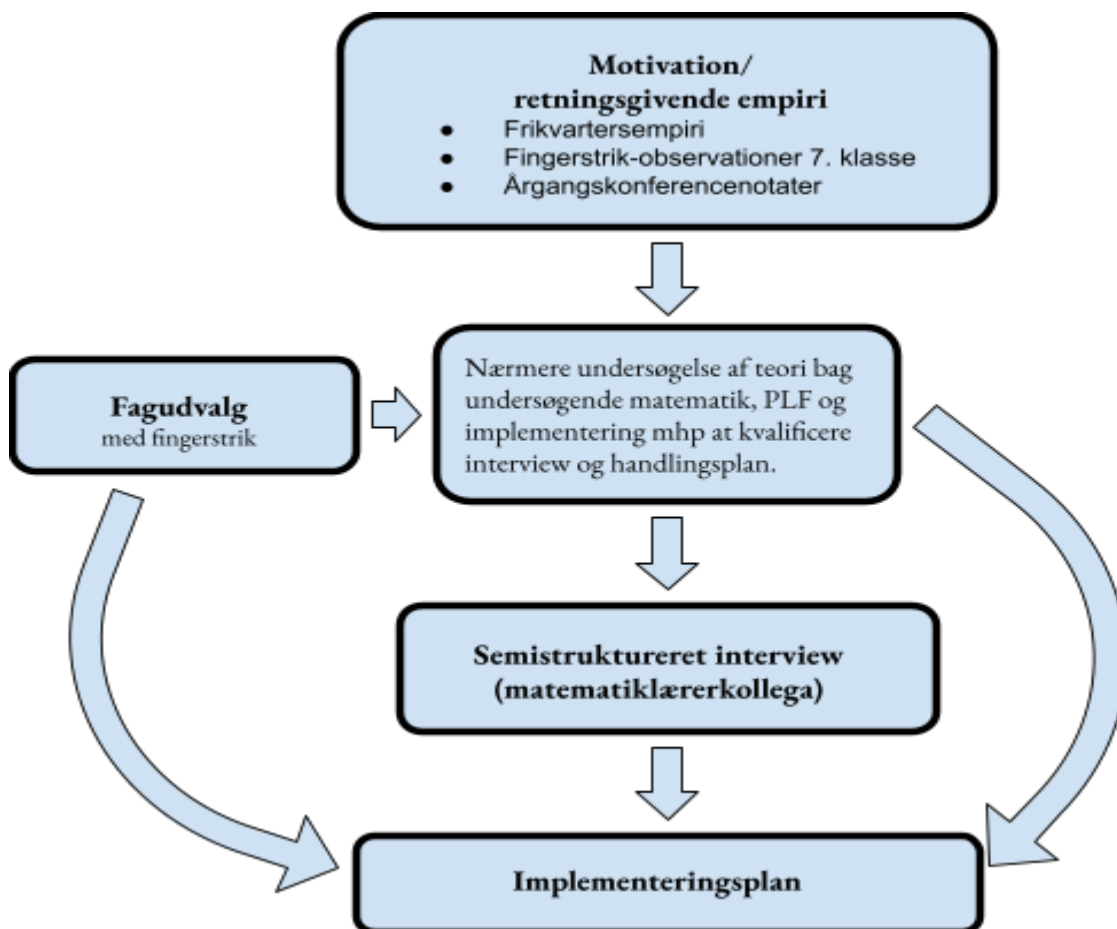 Motivation/
retningsgivende empiri
● Frikvartersempiri
● Fingerstrik-observationer 7. klasse
● Årgangskonferencenotater
Fagudvalg
med fingerstrik
Nærmere undersøgelse af teori bag
undersøgende matematik, PLF og
implementering mhp at kvalificere
interview og handlingsplan.
Semistruktureret interview
(matematiklærerkollega)
Implementeringsplan